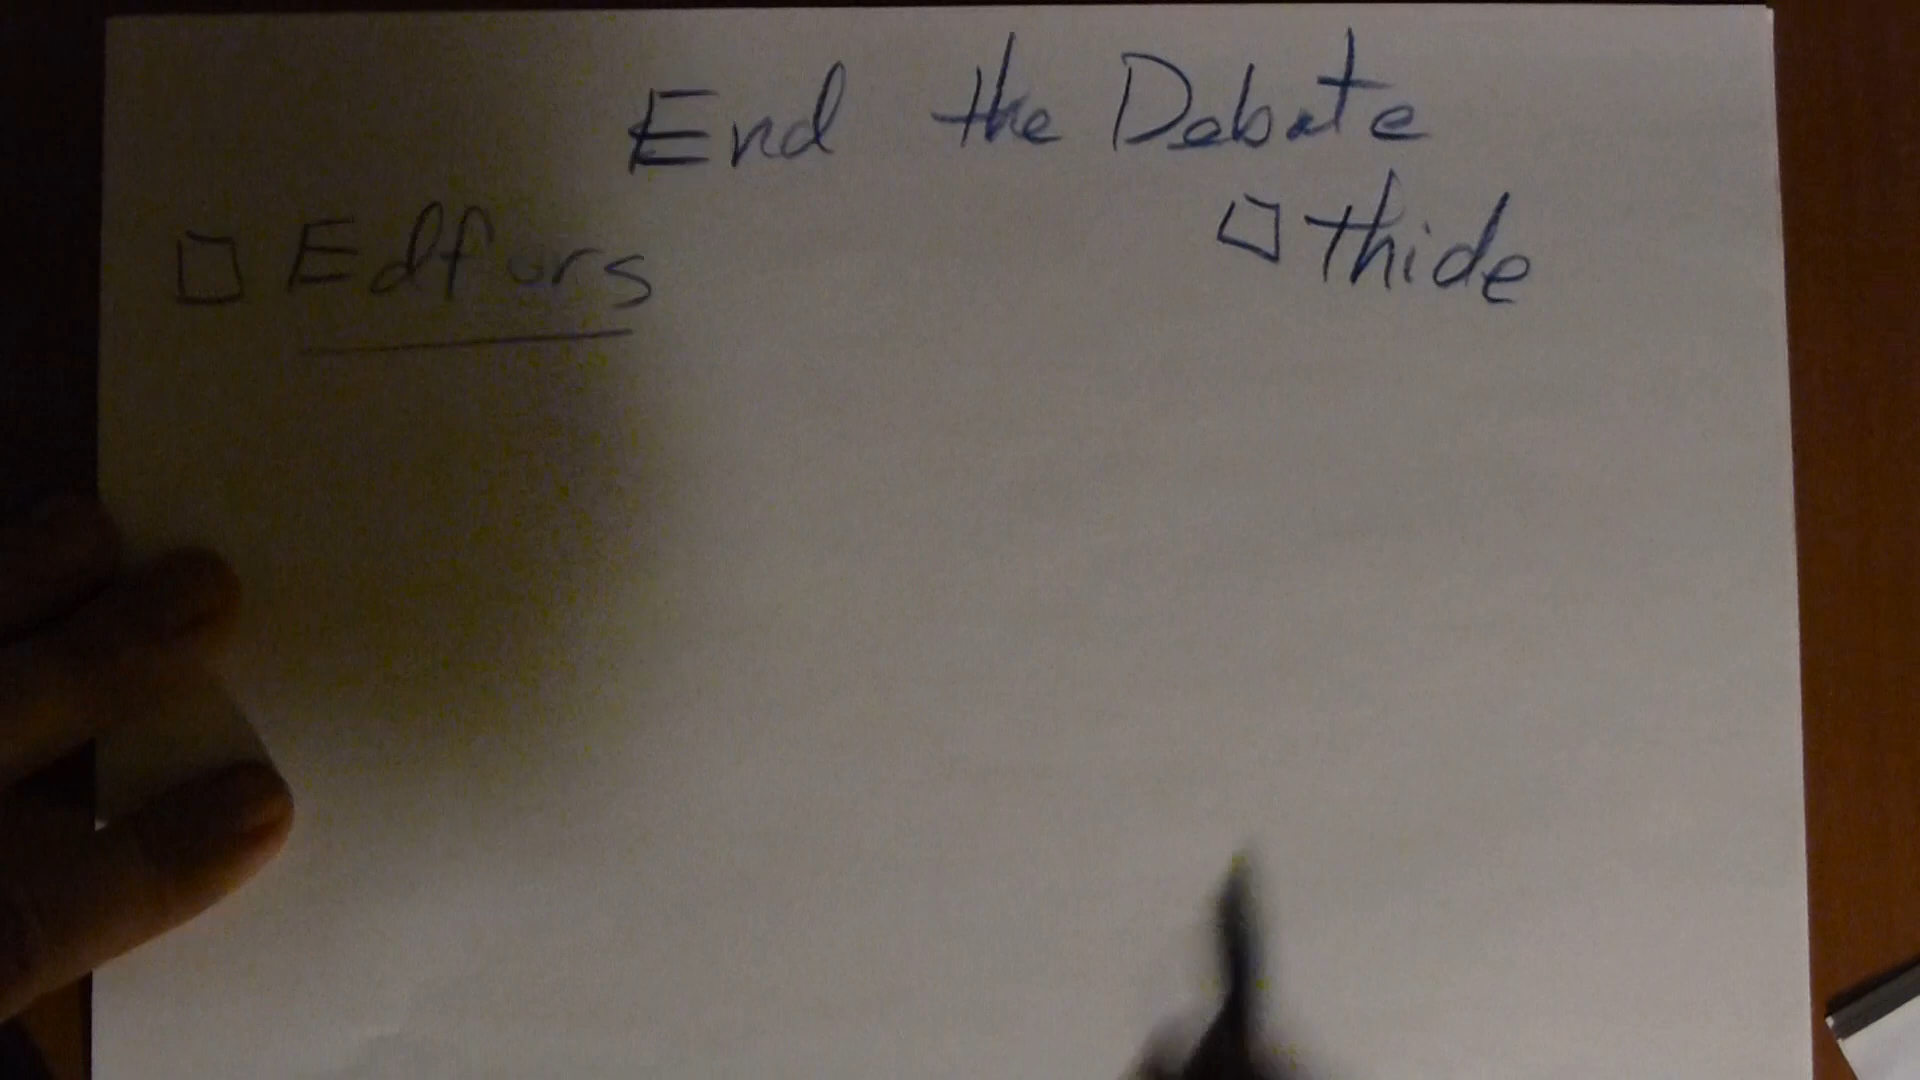 End the Debate
□ Edfors
□ thide